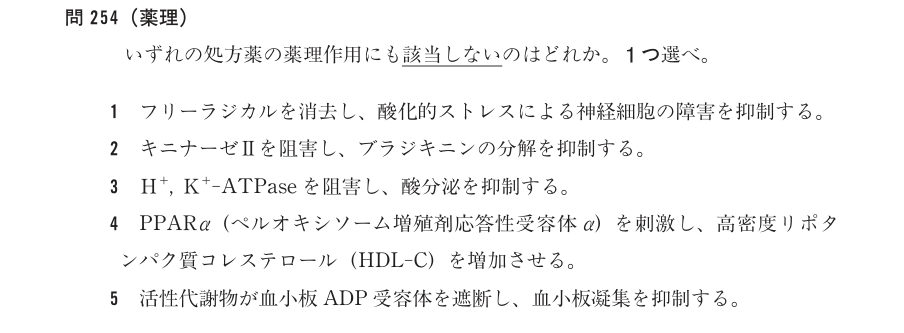 問 254（薬理）
いずれの処方薬の薬理作用にも該当しないのはどれか。1つ選べ。
1 フリーラジカルを消去し、酸化的ストレスによる神経細胞の障害を抑制する。
2 キニナーゼⅡを阻害し、ブラジキニンの分解を抑制する。
3 H⁺, K⁺-ATPase を阻害し、酸分泌を抑制する。
4 PPARα（ペルオキシソーム増殖剤応答性受容体 α）を刺激し、高密度リポタ
ンパク質コレステロール（HDL-C）を増加させる。
5 活性代謝物が血小板 ADP 受容体を遮断し、血小板凝集を抑制する。